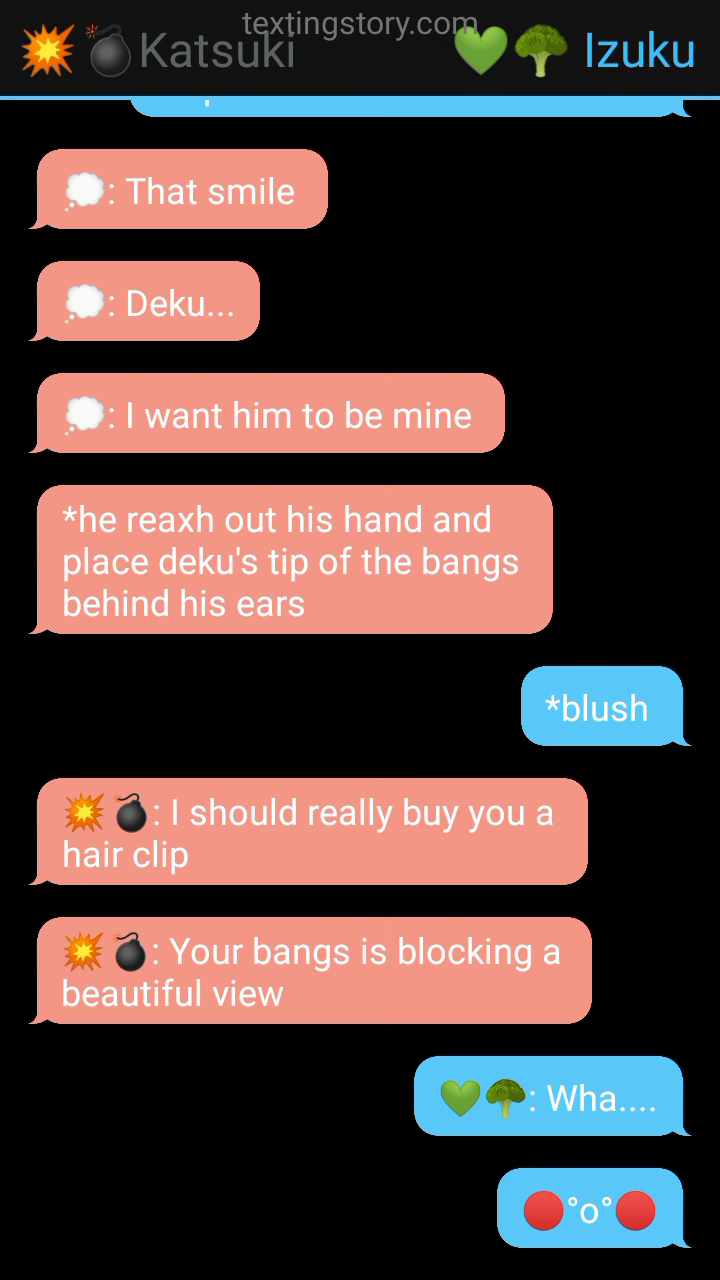 textingstory.com
💥💣Katsuki
💚🥦 Izuku
💭: That smile
💭: Deku...
💭: I want him to be mine
*he reaxh out his hand and
place deku's tip of the bangs
behind his ears
*blush
💥💣: I should really buy you a
hair clip
💥💣: Your bangs is blocking a
beautiful view
💚🥦: Wha....
🔴°o°🔴